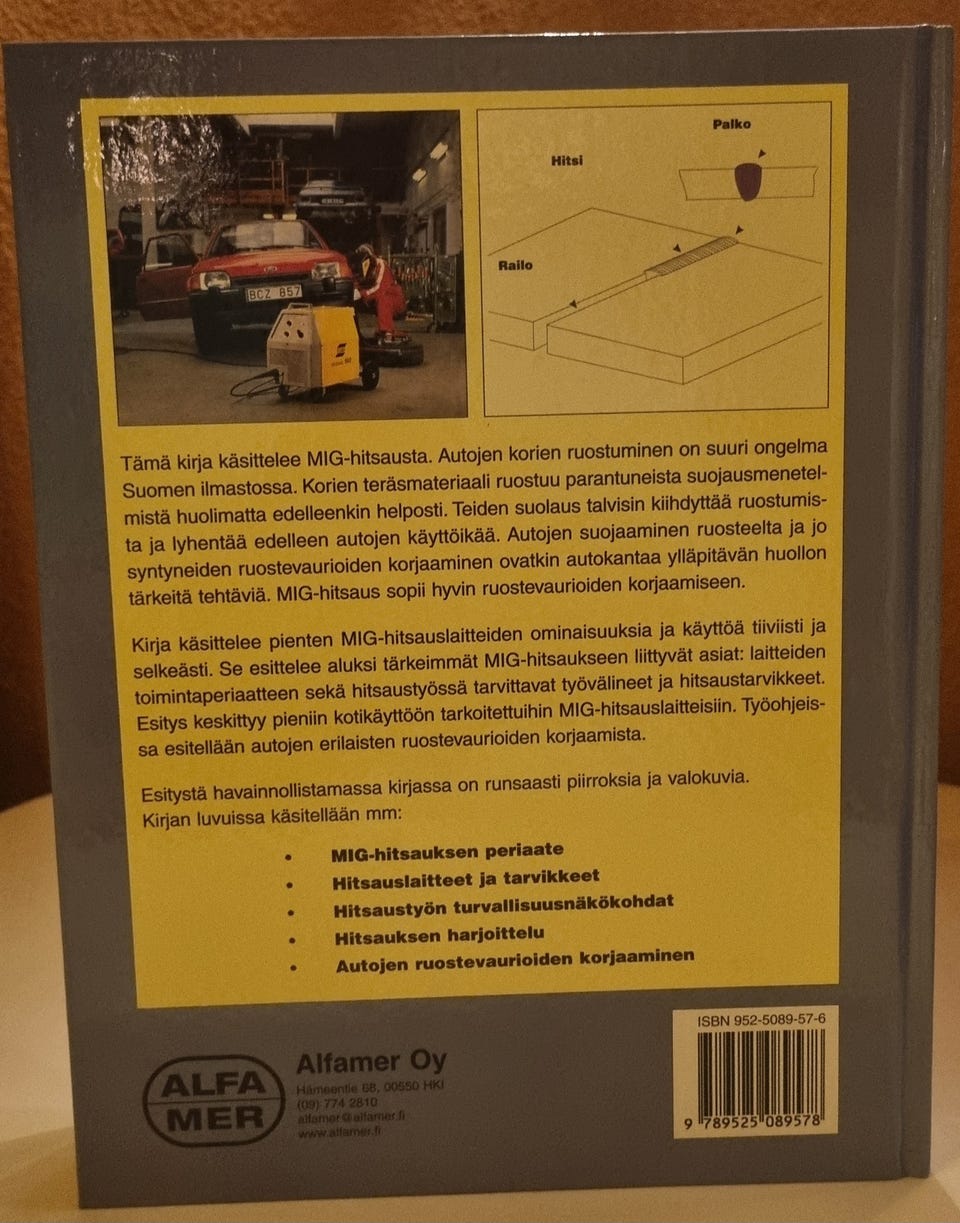 Palko
Hitsi
Railo
BCZ 857
Tämä kirja käsittelee MIG-hitsausta. Autojen korien ruostuminen on suuri ongelma
Suomen ilmastossa. Korien teräsmateriaali ruostuu parantuneista suojausmenetel-
mistä huolimatta edelleenkin helposti. Teiden suolaus talvisin kiihdyttää ruostumis-
ta ja lyhentää edelleen autojen käyttöikää. Autojen suojaaminen ruosteelta ja jo
syntyneiden ruostevaurioiden korjaaminen ovatkin autokantaa ylläpitävän huollon
tärkeitä tehtäviä. MIG-hitsaus sopii hyvin ruostevaurioiden korjaamiseen.
Kirja käsittelee pienten MIG-hitsauslaitteiden ominaisuuksia ja käyttöä tiiviisti ja
selkeästi. Se esittelee aluksi tärkeimmät MIG-hitsaukseen liittyvät asiat: laitteiden
toimintaperiaatteen sekä hitsaustyössä tarvittavat työvälineet ja hitsaustarvikkeet.
Esitys keskittyy pieniin kotikäyttöön tarkoitettuihin MIG-hitsauslaitteisiin. Työohjeis-
sa esitellään autojen erilaisten ruostevaurioiden korjaamista.
Esitystä havainnollistamassa kirjassa on runsaasti piirroksia ja valokuvia.
Kirjan luvuissa käsitellään mm:
• MIG-hitsauksen periaate
• Hitsauslaitteet ja tarvikkeet
• Hitsaustyön turvallisuusnäkökohdat
• Hitsauksen harjoittelu
• Autojen ruostevaurioiden korjaaminen
ISBN 952-5089-57-6
9 789525 089578
ALFA
MER
Alfamer Oy
Hämeentie 68, 00550 HKI
(09) 774 2810
alfamer@alfamer.fi
www.alfamer.fi